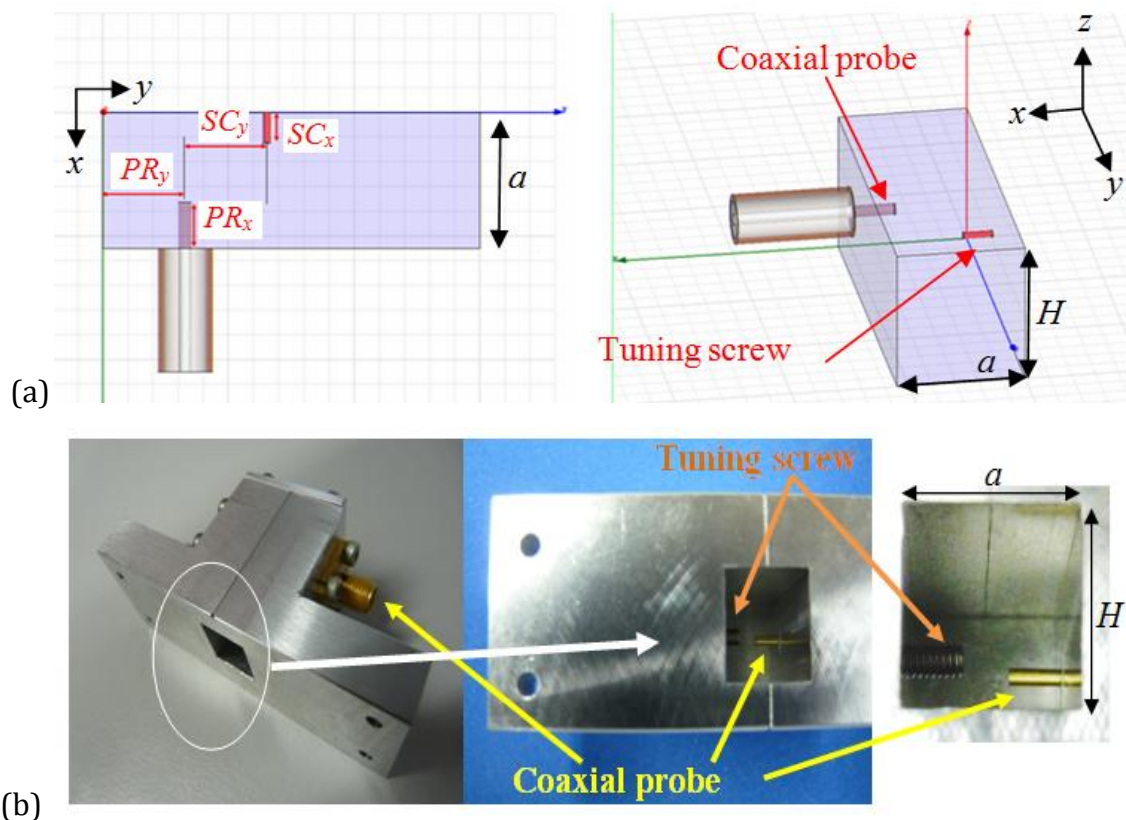 y
x
SCy
SCx
PRy
PRx
a
Coaxial probe
z
x
y
Tuning screw
H
a
(a)
Tuning screw
a
H
Coaxial probe
(b)